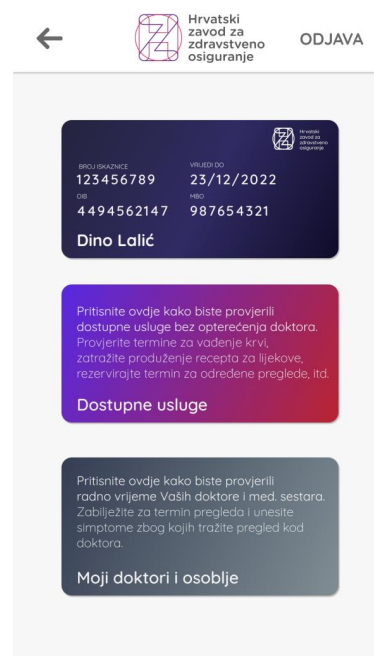 Hrvatski
zavod za
zdravstveno
osiguranje
ODJAVA
Hrvatski
zavod za
zdravstveno
osiguranje
BROJ ISKAZNICE
VRIJEDI DO
123456789
23/12/2022
OIB
MBO
4494562147
987654321
Dino Lalić
Pritisnite ovdje kako biste provjerili
dostupne usluge bez opterećenja doktora.
Provjerite termine za vađenje krvi,
zatražite produženje recepta za lijekove,
rezervirajte termin za određene preglede, itd.
Dostupne usluge
Pritisnite ovdje kako biste provjerili
radno vrijeme Vaših doktore i med. sestara.
Zabilježite za termin pregleda i unesite
simptome zbog kojih tražite pregled kod
doktora.
Moji doktori i osoblje